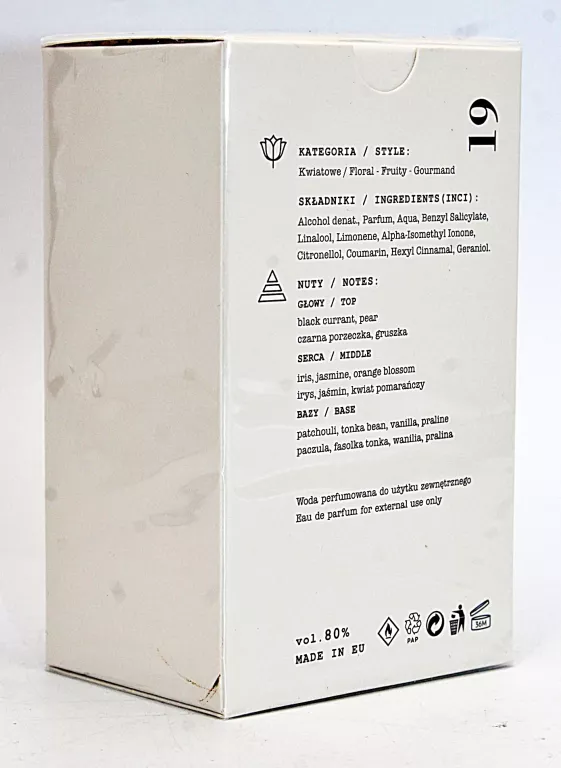 19
KATEGORIA / STYLE:
Kwiatowe / Floral - Fruity - Gourmand
SKŁADNIKI / INGREDIENTS(INCI):
Alcohol denat., Parfum, Aqua, Benzyl Salicylate,
Linalool, Limonene, Alpha-Isomethyl Ionone,
Citronellol, Coumarin, Hexyl Cinnamal, Geraniol.
NUTY / NOTES:
GŁOWY / TOP
black currant, pear
czarna porzeczka, gruszka
SERCA / MIDDLE
iris, jasmine, orange blossom
irys, jaśmin, kwiat pomarańczy
BAZY / BASE
patchouli, tonka bean, vanilla, praline
paczula, fasolka tonka, wanilia, pralina
Woda perfumowana do użytku zewnętrznego
Eau de parfum for external use only
vol.80%
MADE IN EU
PAP
36M